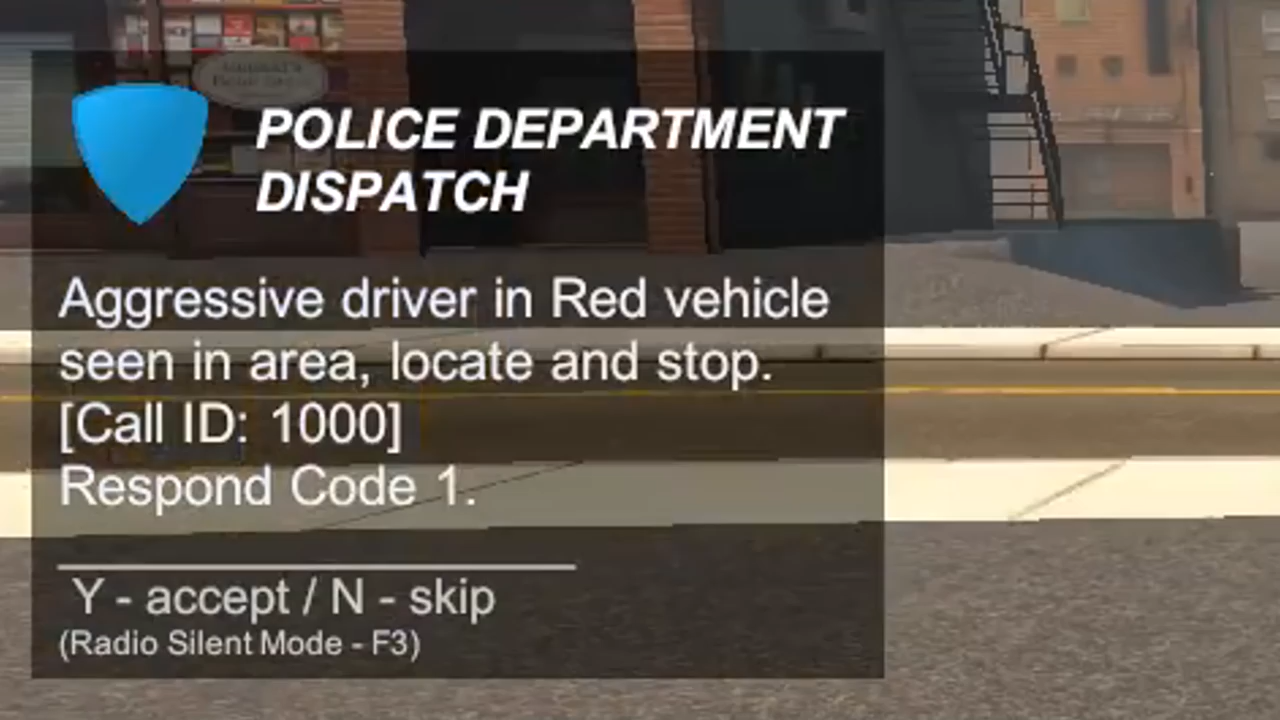 POLICE DEPARTMENT
DISPATCH
Aggressive driver in Red vehicle
seen in area, locate and stop.
[Call ID: 1000]
Respond Code 1.
Y - accept / N - skip
(Radio Silent Mode - F3)